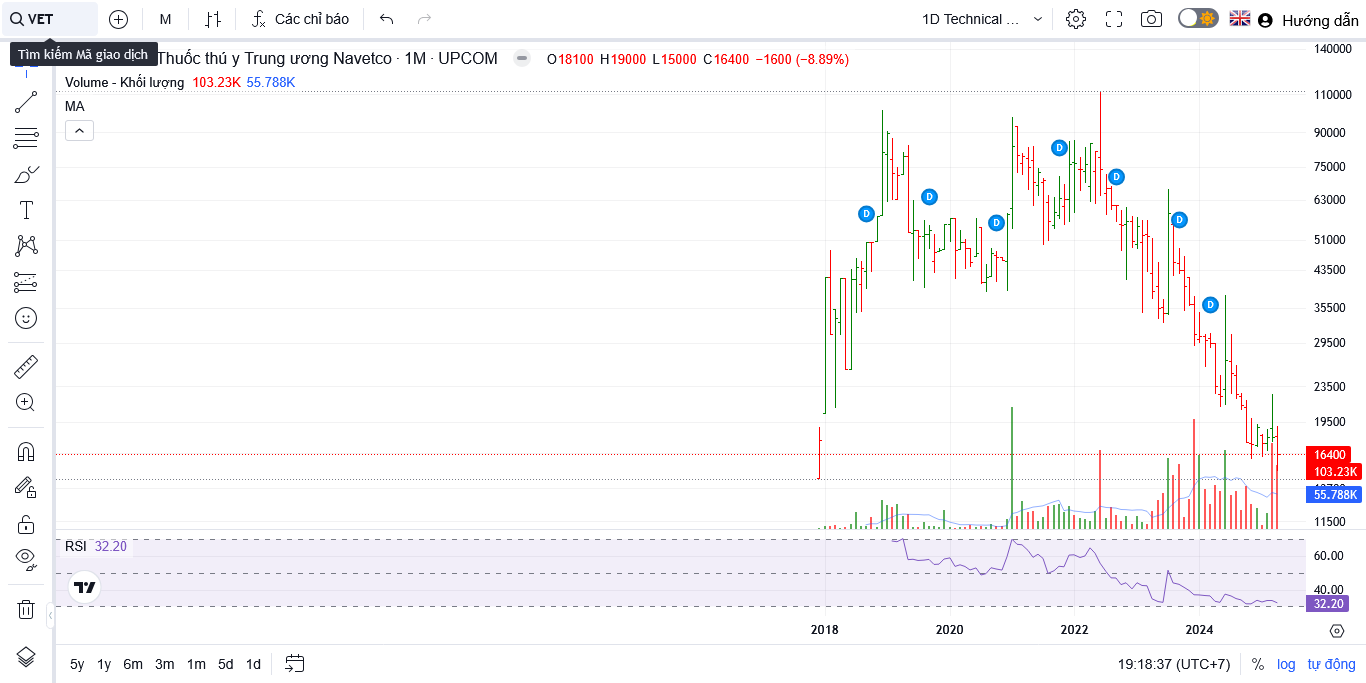 VET M Các chỉ báo 1D Technical ... Hướng dẫn
Tìm kiếm Mã giao dịch
Thuốc thú y Trung ương Navetco · 1M · UPCOM O18100 H19000 L15000 C16400 −1600 (−8.89%)
Volume - Khối lượng 103.23K 55.788K
MA
140000
110000
90000
D
75000
D
63000
D
D
D
D
51000
43500
D
35500
29500
23500
19500
16400
103.23K
55.788K
11500
RSI 32.20
60.00
40.00
32.20
2018 2020 2022 2024
5y 1y 6m 3m 1m 5d 1d 19:18:37 (UTC+7) % log tự động